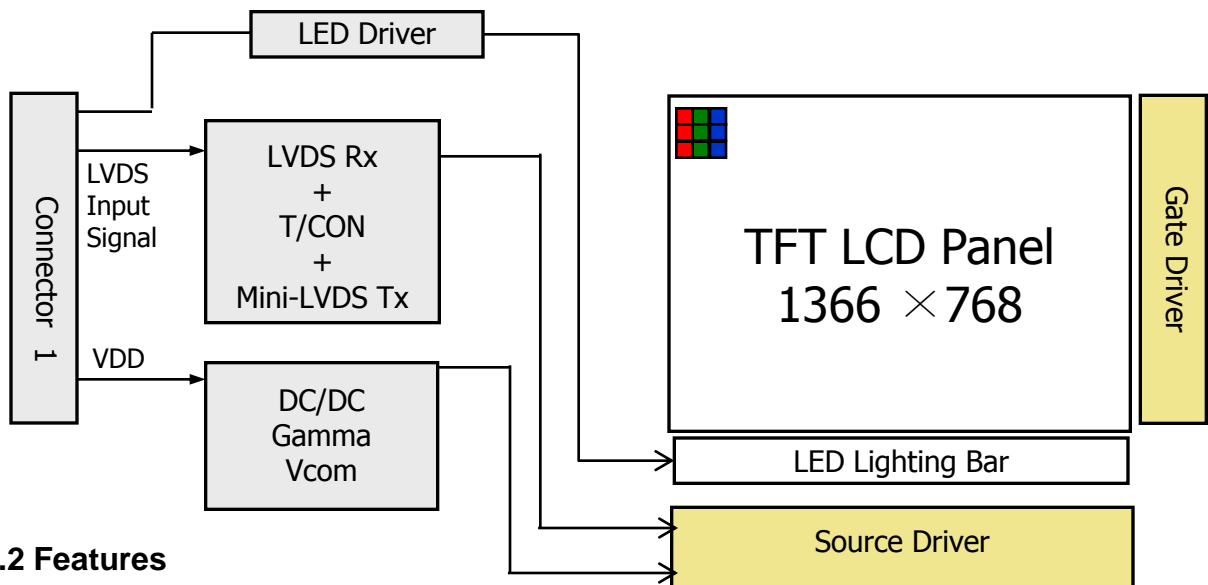 LED Driver
Connector 1
LVDS
Input
Signal
LVDS Rx
+
T/CON
+
Mini-LVDS Tx
VDD
DC/DC
Gamma
Vcom
TFT LCD Panel
1366 ×768
Gate Driver
LED Lighting Bar
Source Driver
.2 Features